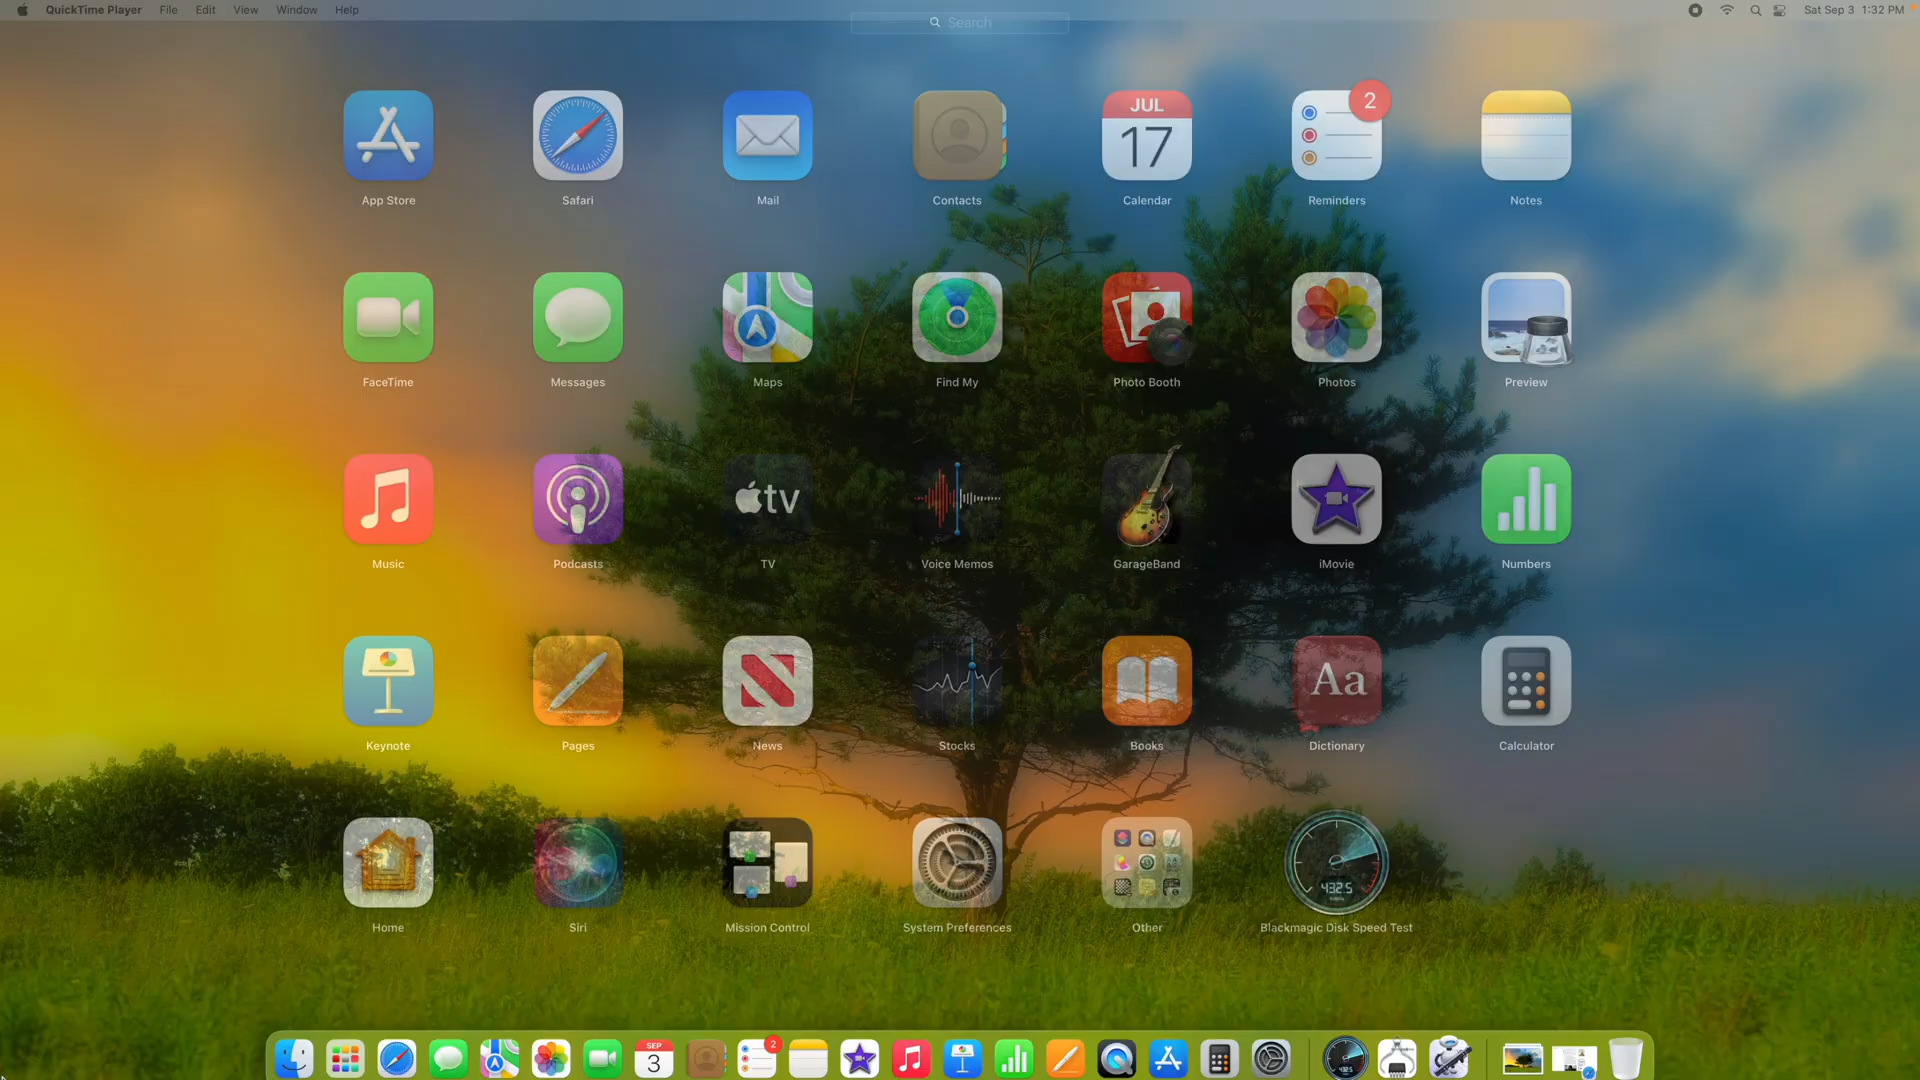 QuickTime Player File Edit View Window Help Sat Sep 3 1:32 PM
Search
JUL
17
2
App Store Safari Mail Contacts Calendar Reminders Notes
FaceTime Messages Maps Find My Photo Booth Photos Preview
tv
Music Podcasts TV Voice Memos GarageBand iMovie Numbers
Aa
Keynote Pages News Stocks Books Dictionary Calculator
432.5
Home Siri Mission Control System Preferences Other Blackmagic Disk Speed Test
SEP
3
2
432.5